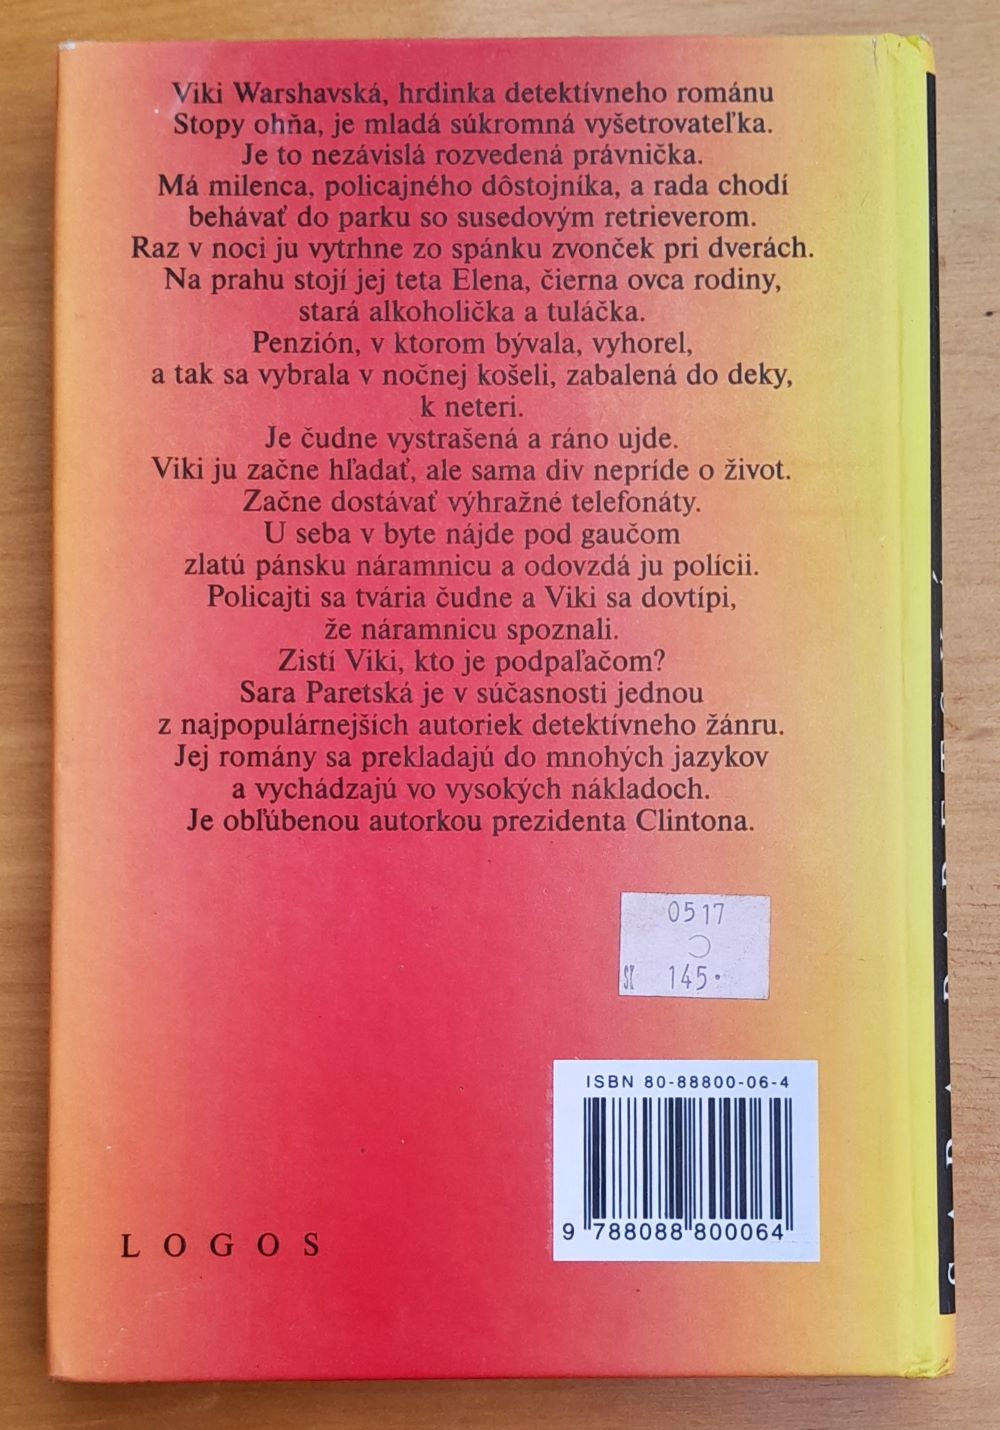 Viki Warshavská, hrdinka detektívneho románu
Stopy ohňa, je mladá súkromná vyšetrovateľka.
Je to nezávislá rozvedená právnička.
Má milenca, policajného dôstojníka, a rada chodí
behávať do parku so susedovým retrieverom.
Raz v noci ju vytrhne zo spánku zvonček pri dverách.
Na prahu stojí jej teta Elena, čierna ovca rodiny,
stará alkoholička a tuláčka.
Penzión, v ktorom bývala, vyhorel,
a tak sa vybrala v nočnej košeli, zabalená do deky,
k neteri.
Je čudne vystrašená a ráno ujde.
Viki ju začne hľadať, ale sama div nepríde o život.
Začne dostávať výhražné telefonáty.
U seba v byte nájde pod gaučom
zlatú pánsku náramnicu a odovzdá ju polícii.
Policajti sa tvária čudne a Viki sa dovtípi,
že náramnicu spoznali.
Zistí Viki, kto je podpaľačom?
Sara Paretská je v súčasnosti jednou
z najpopulárnejších autoriek detektívneho žánru.
Jej romány sa prekladajú do mnohých jazykov
a vychádzajú vo vysokých nákladoch.
Je obľúbenou autorkou prezidenta Clintona.
0517
SK 145.
ISBN 80-88800-06-4
9 788088 800064
LOGOS